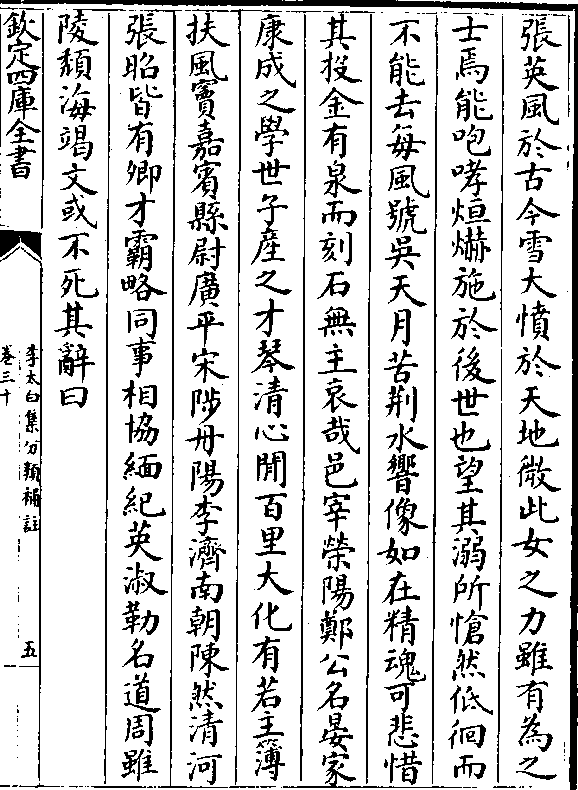 張英風於古今雪大憤於天地微此女之力雖有為之
士焉能咆哮烜爀施於後世也望其溺所愴然低徊而
不能去每風號吳天月苦荆水響像如在精魂可悲惜
其投金有泉而刻石無主哀哉邑宰滎陽鄭公名晏家
康成之學世子産之才琴清心閒百里大化有若主簿
扶風竇嘉賓縣尉廣平宋陟丹陽李濟南朝陳然清河
張昭皆有卿才霸略同事相協緬紀英淑勒名道周雖
陵頽海竭文或不死其辭曰
欽定四庫全書
李太白集分類補註
卷三十
五